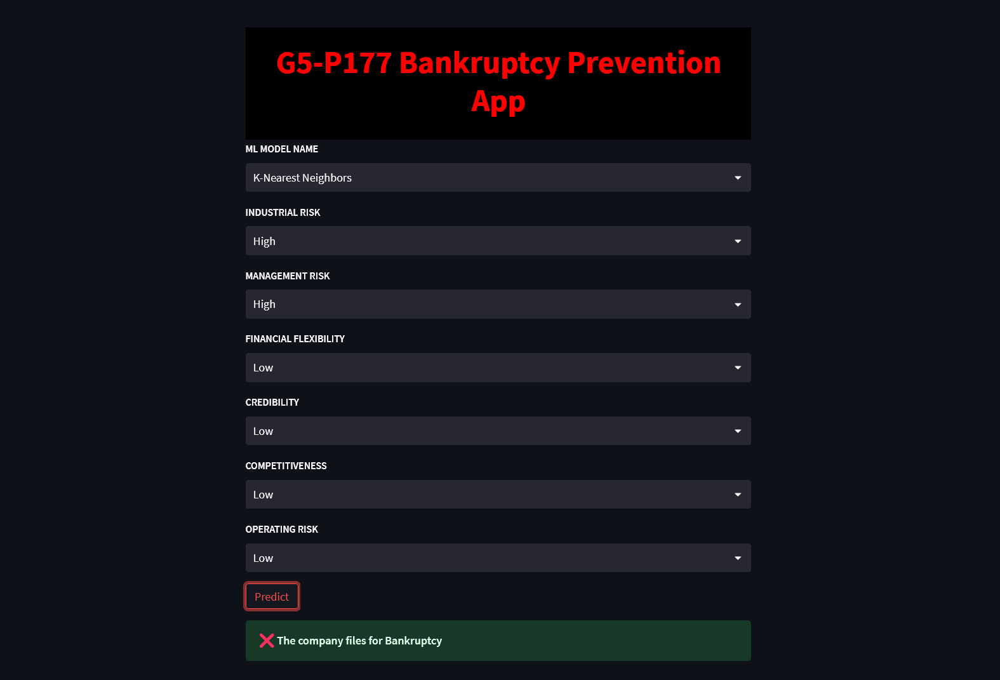 G5-P177 Bankruptcy Prevention
App
ML MODEL NAME
K-Nearest Neighbors
INDUSTRIAL RISK
High
MANAGEMENT RISK
High
FINANCIAL FLEXIBILITY
Low
CREDIBILITY
Low
COMPETITIVENESS
Low
OPERATING RISK
Low
Predict
❌ The company files for Bankruptcy